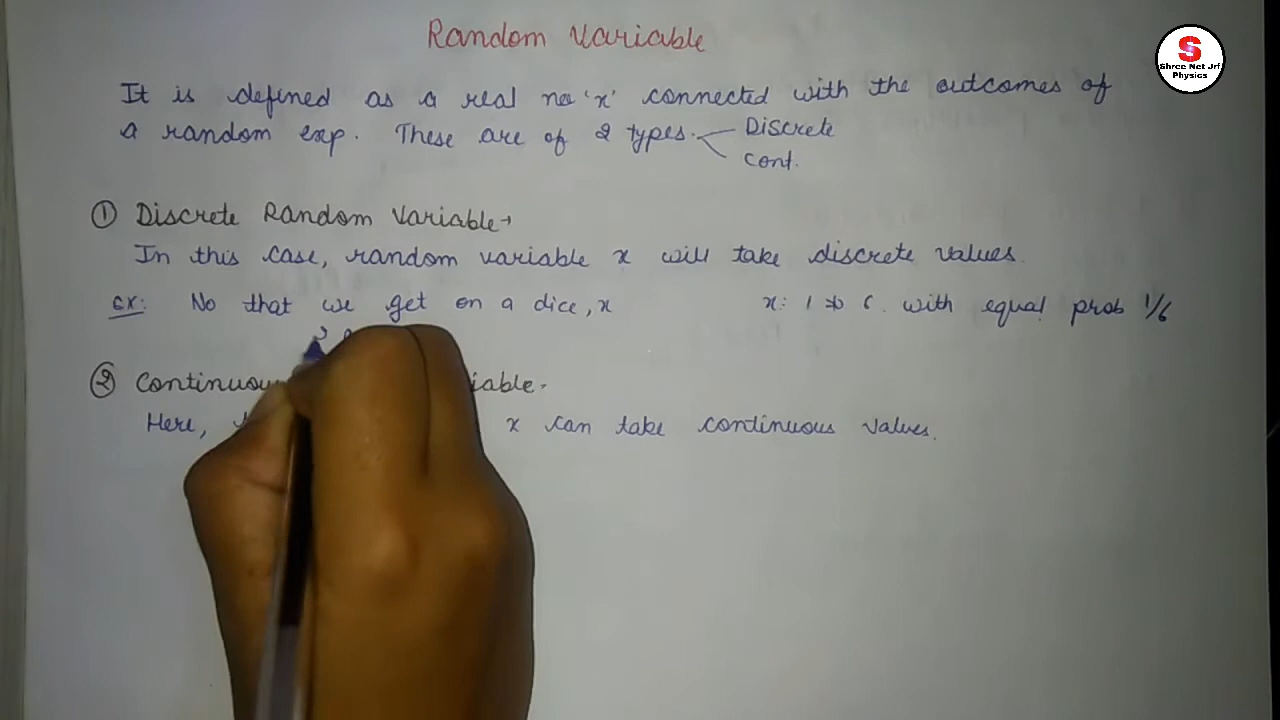 Random Variable
S
Shree Net Jrf
Physics
It is defined as a real no 'x' connected with the outcomes of
a random exp. These are of 2 types. Discrete
cont.
① Discrete Random Variable→
In this case, random variable x will take discrete values.
ex: No that we get on a dice, x x: 1 to 6. with equal prob 1/6
② Continuou iable.
Here, x can take continuous values.